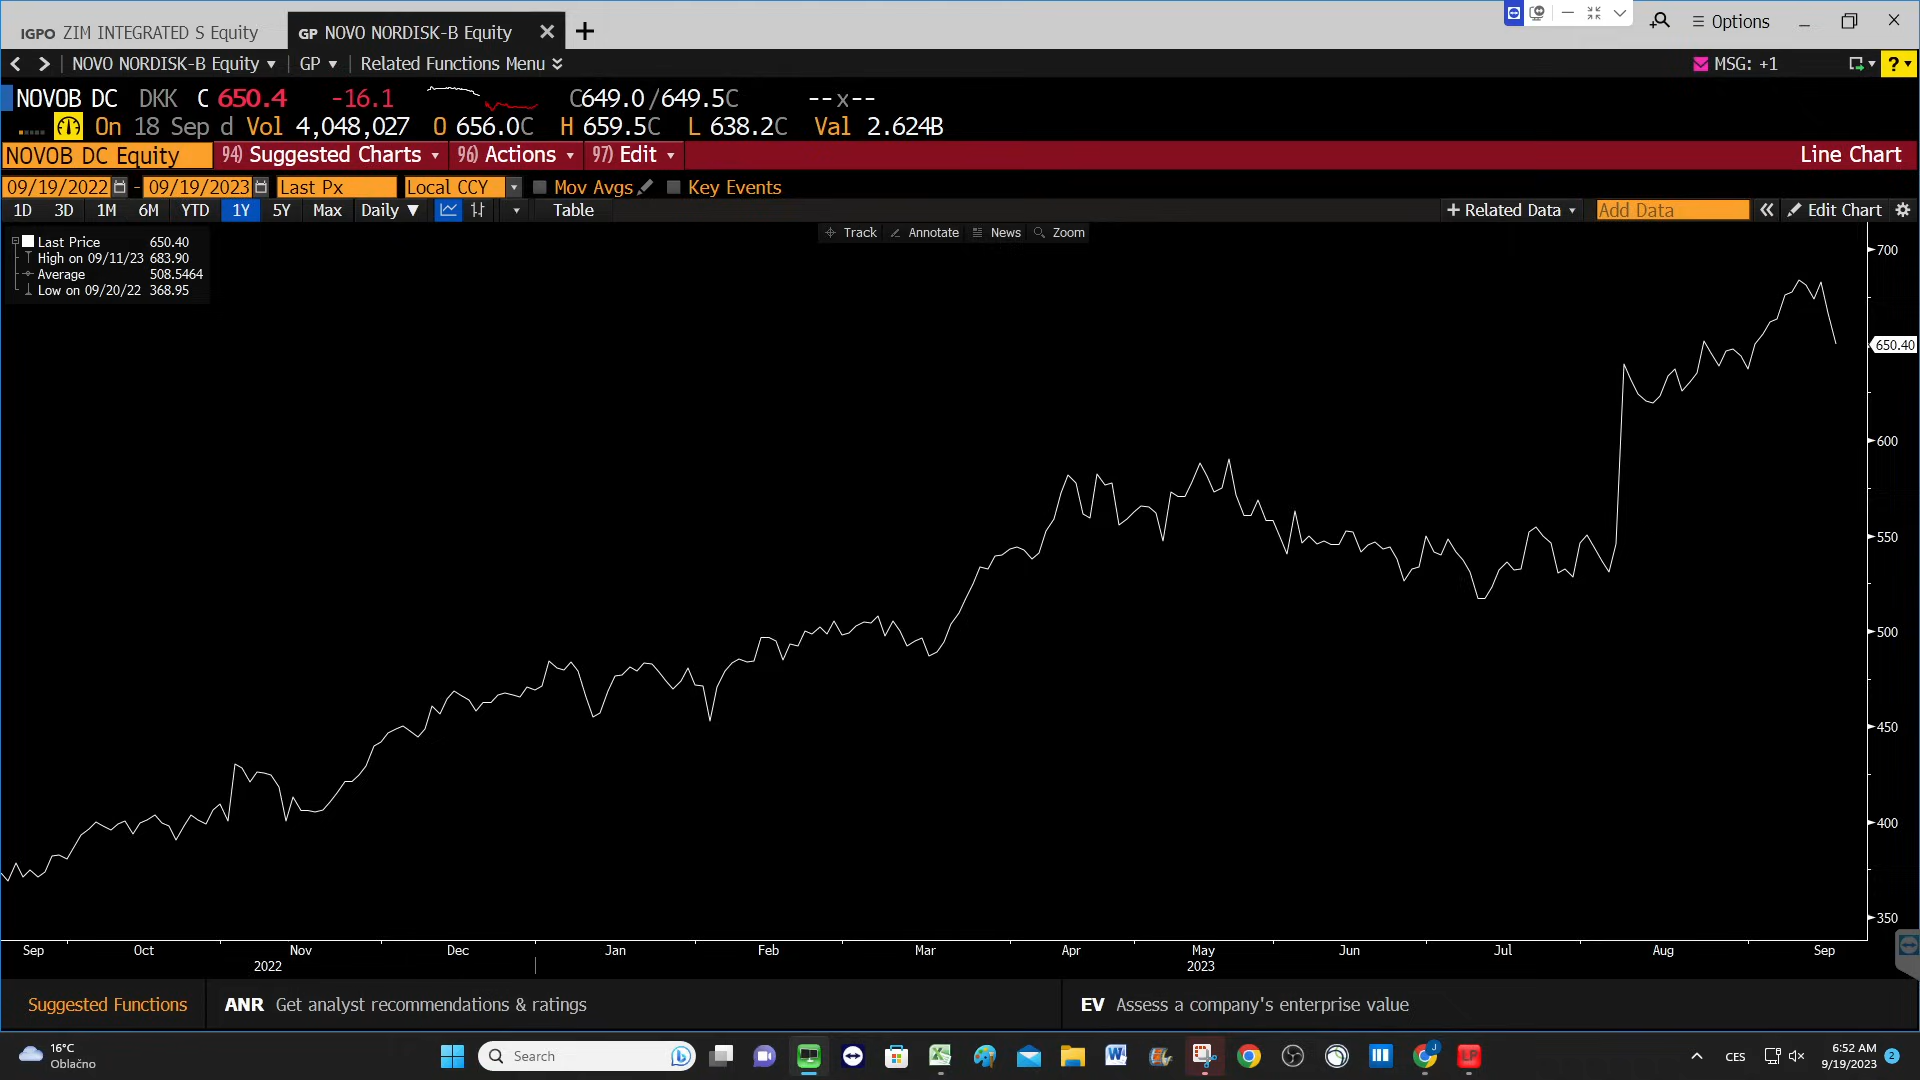 IGPO ZIM INTEGRATED S Equity
GP NOVO NORDISK-B Equity
Options
NOVO NORDISK-B Equity GP Related Functions Menu
MSG: +1
?
NOVOB DC DKK C 650.4 -16.1 C649.0/649.5C --x--
On 18 Sep d Vol 4,048,027 O 656.0C H 659.5C L 638.2C Val 2.624B
NOVOB DC Equity 94) Suggested Charts 96) Actions 97) Edit Line Chart
09/19/2022 - 09/19/2023 Last Px Local CCY Mov Avgs Key Events
1D 3D 1M 6M YTD 1Y 5Y Max Daily Table + Related Data Add Data Edit Chart
Track Annotate News Zoom
Last Price 650.40
High on 09/11/23 683.90
Average 508.5464
Low on 09/20/22 368.95
700
650.40
600
550
500
450
400
350
Sep Oct Nov Dec Jan Feb Mar Apr May Jun Jul Aug Sep
2022 2023
Suggested Functions ANR Get analyst recommendations & ratings EV Assess a company's enterprise value
16°C
Oblačno
Search
CES
6:52 AM
9/19/2023
2